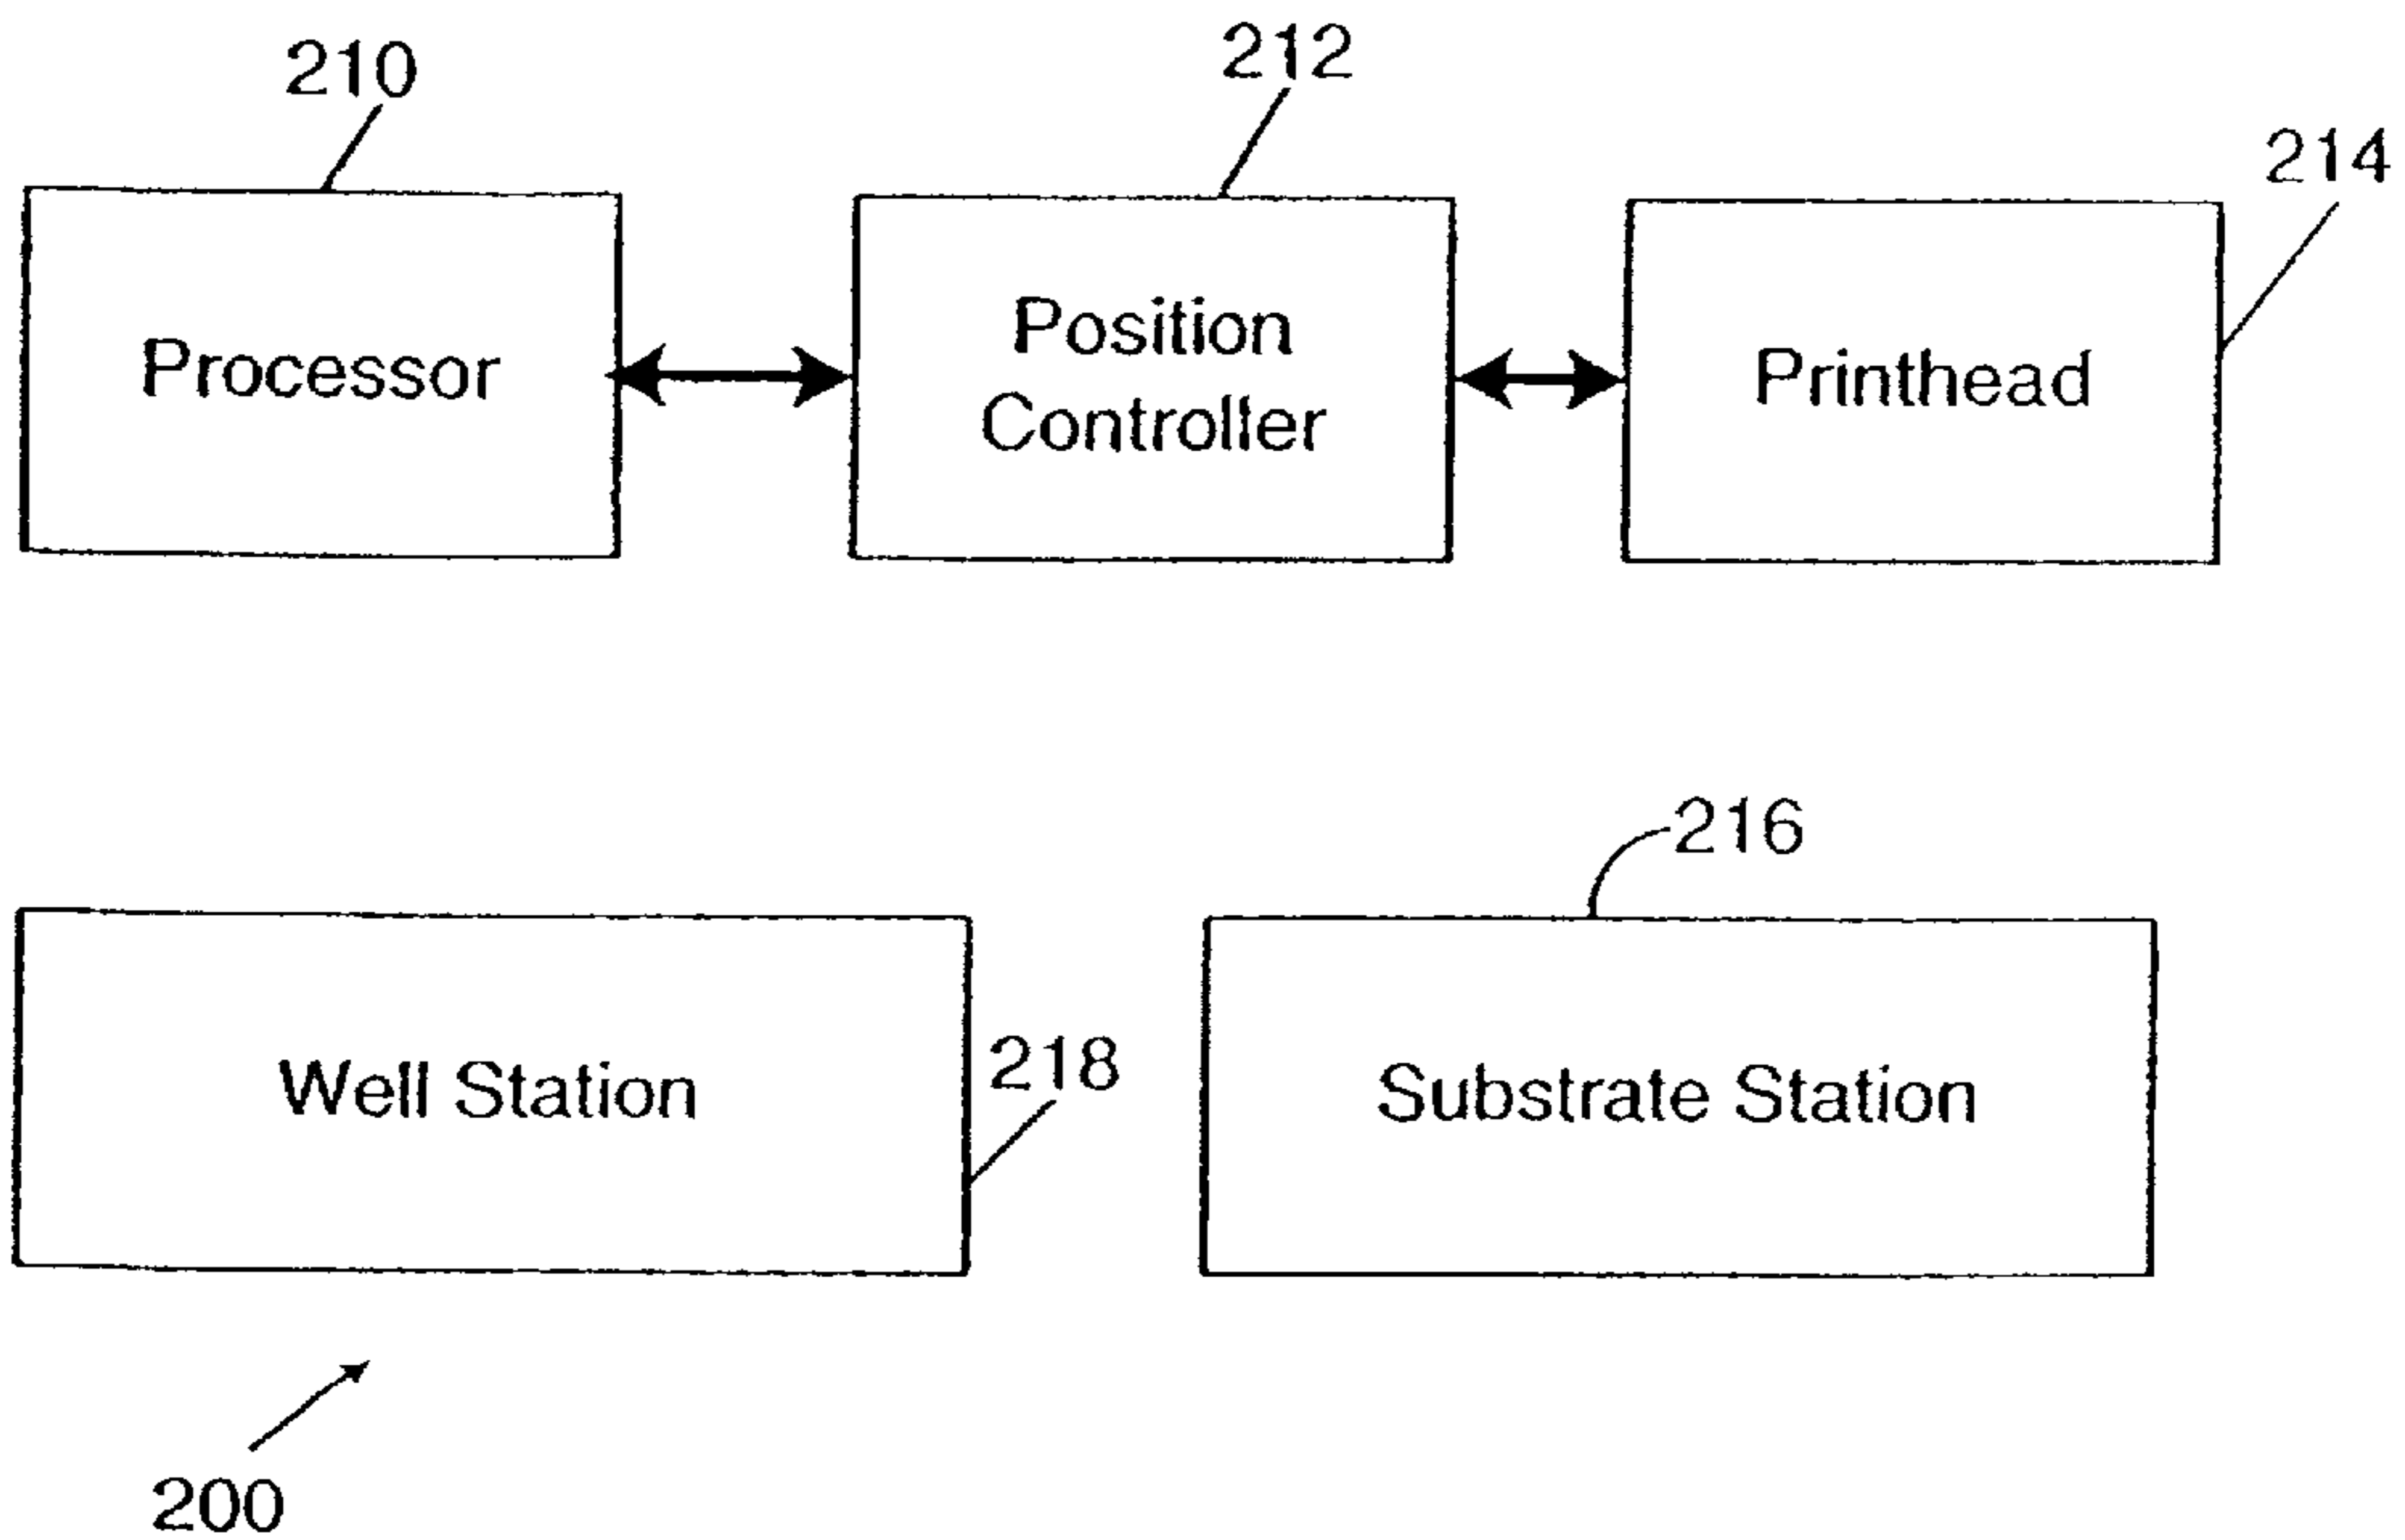 210
212
214
Processor
Position
Controller
Printhead
216
Well Station
218
Substrate Station
200